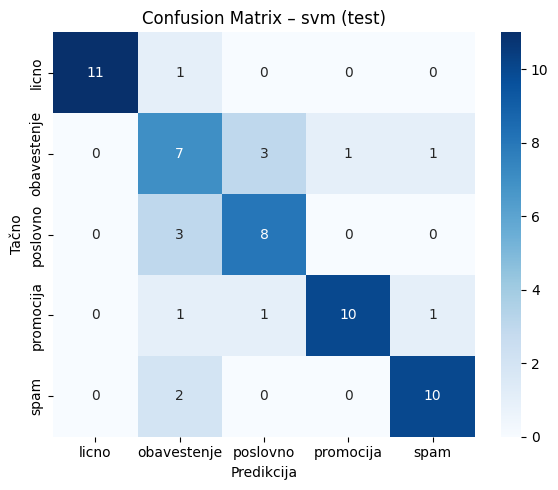 Confusion Matrix – svm (test)
Tačno
licno
11 1 0 0 0
obavestenje
0 7 3 1 1
poslovno
0 3 8 0 0
promocija
0 1 1 10 1
spam
0 2 0 0 10
licno obavestenje poslovno promocija spam
Predikcija
10
8
6
4
2
0